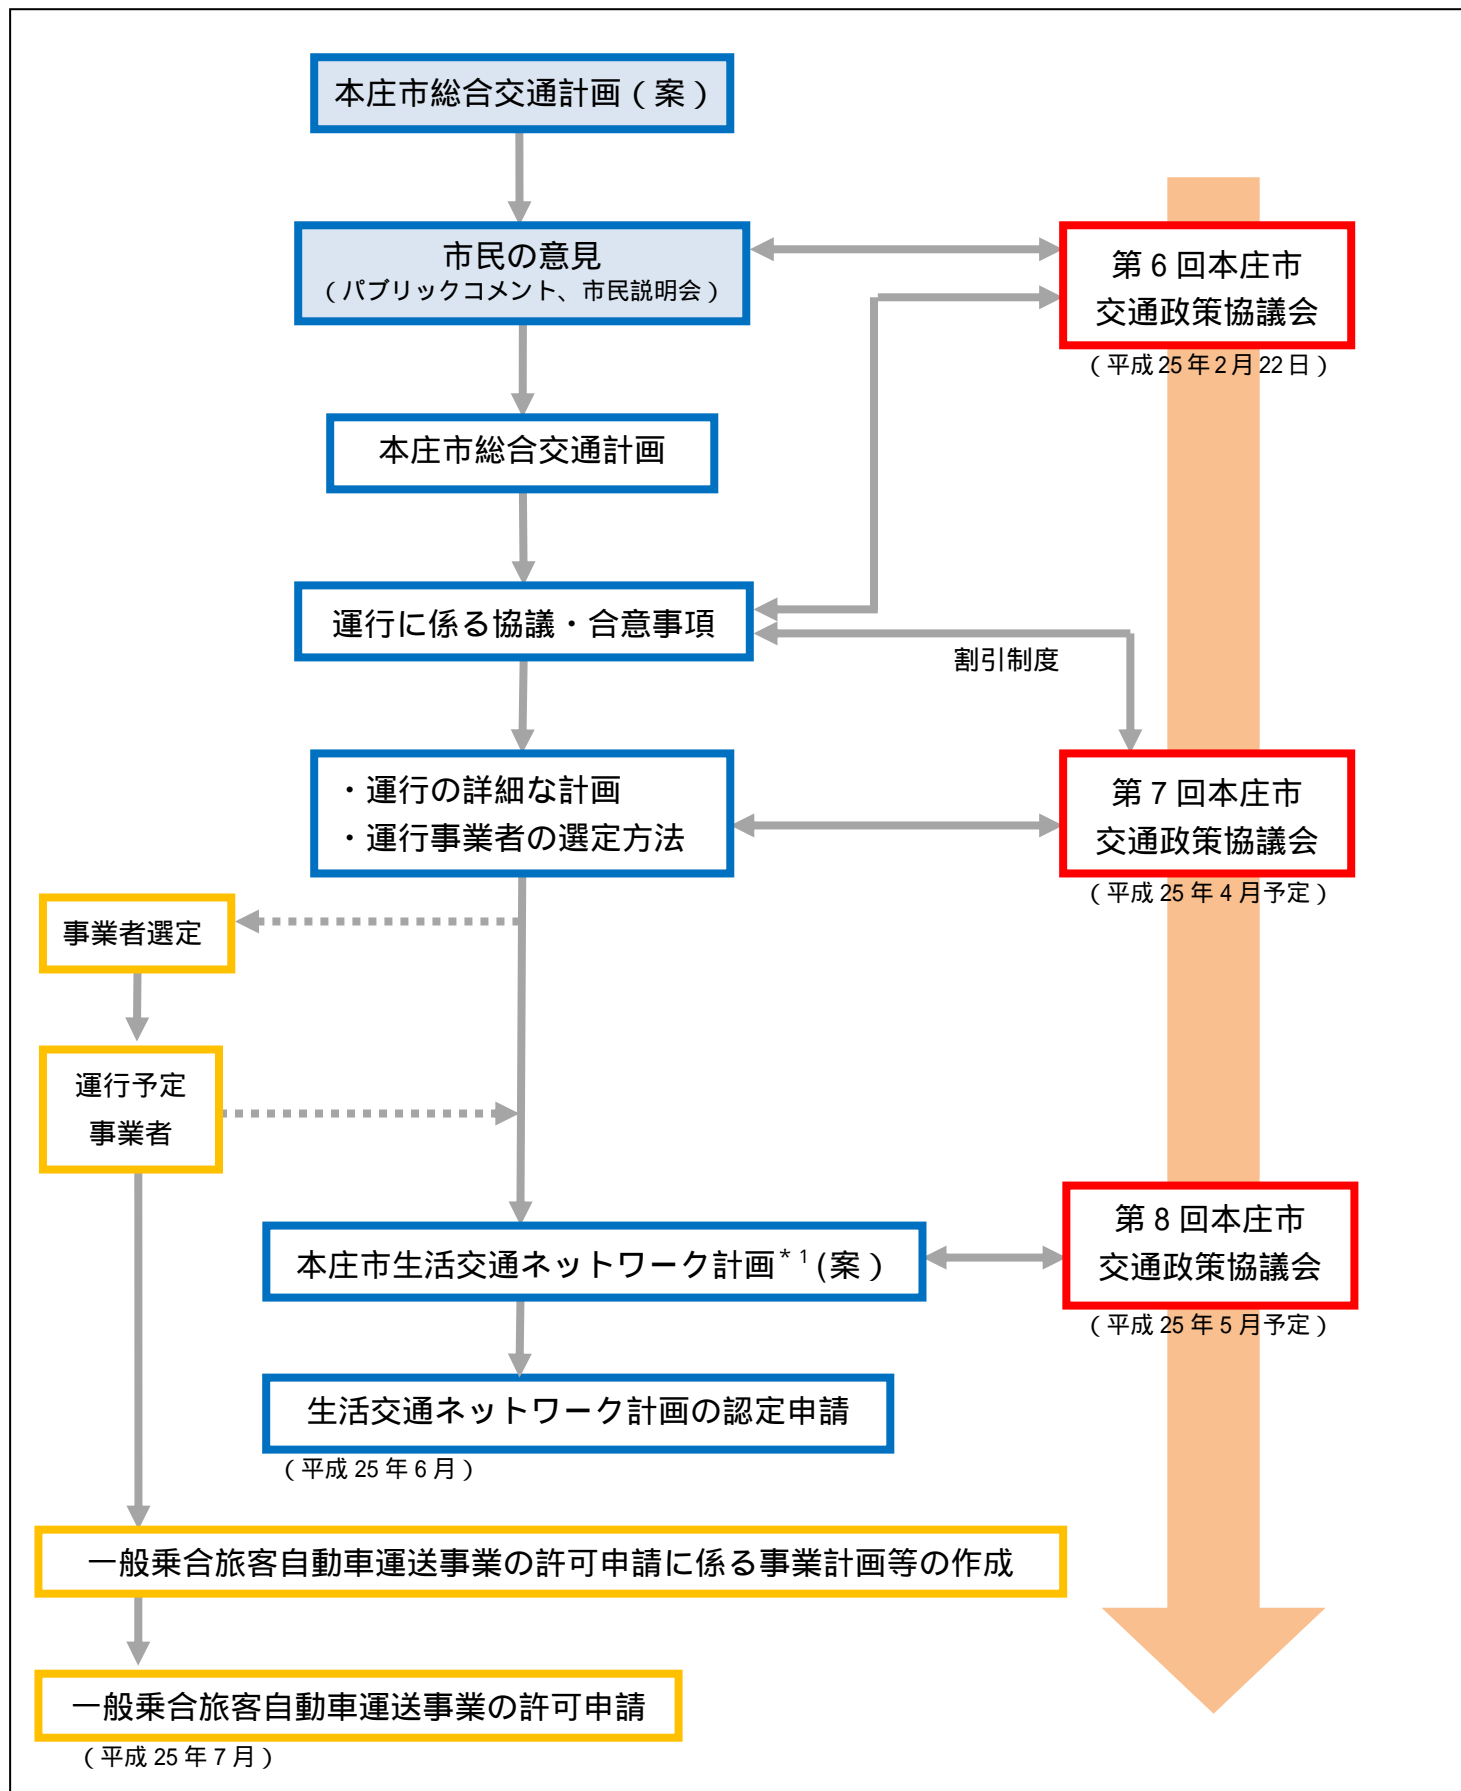 本庄市総合交通計画（案）
市民の意見
（パブリックコメント、市民説明会）
第6回本庄市
交通政策協議会
（平成25年2月22日）
本庄市総合交通計画
運行に係る協議・合意事項
割引制度
・運行の詳細な計画
・運行事業者の選定方法
第7回本庄市
交通政策協議会
（平成25年4月予定）
事業者選定
運行予定
事業者
本庄市生活交通ネットワーク計画*1(案）
第8回本庄市
交通政策協議会
（平成25年5月予定）
生活交通ネットワーク計画の認定申請
（平成25年6月）
一般乗合旅客自動車運送事業の許可申請に係る事業計画等の作成
一般乗合旅客自動車運送事業の許可申請
（平成25年7月）